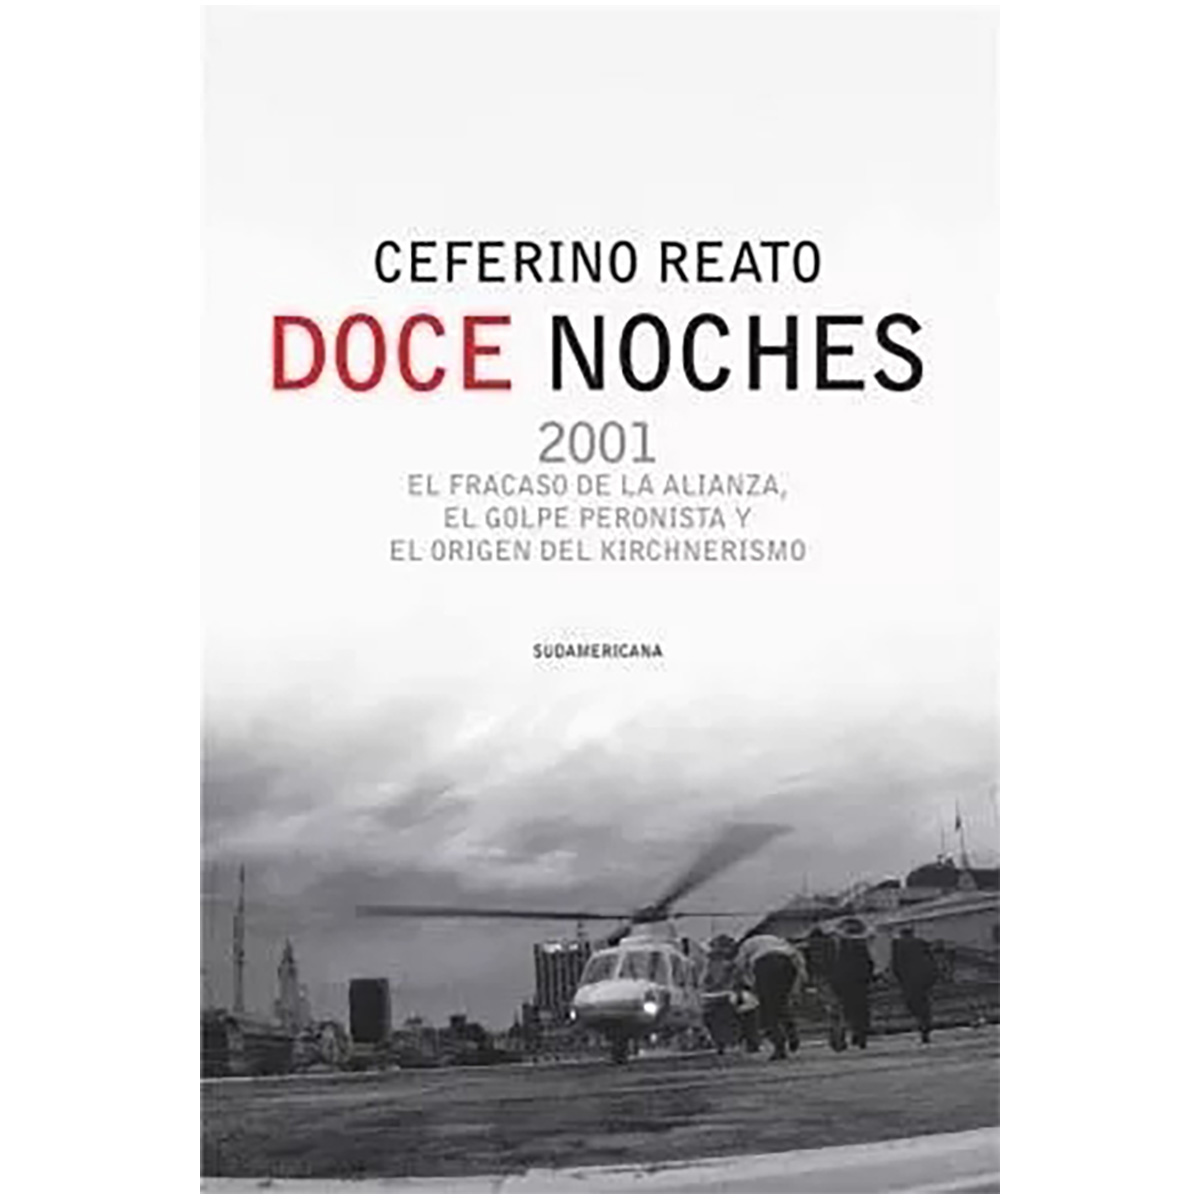 CEFERINO REATO
DOCE NOCHES
2001
EL FRACASO DE LA ALIANZA,
EL GOLPE PERONISTA Y
EL ORIGEN DEL KIRCHNERISMO
SUDAMERICANA